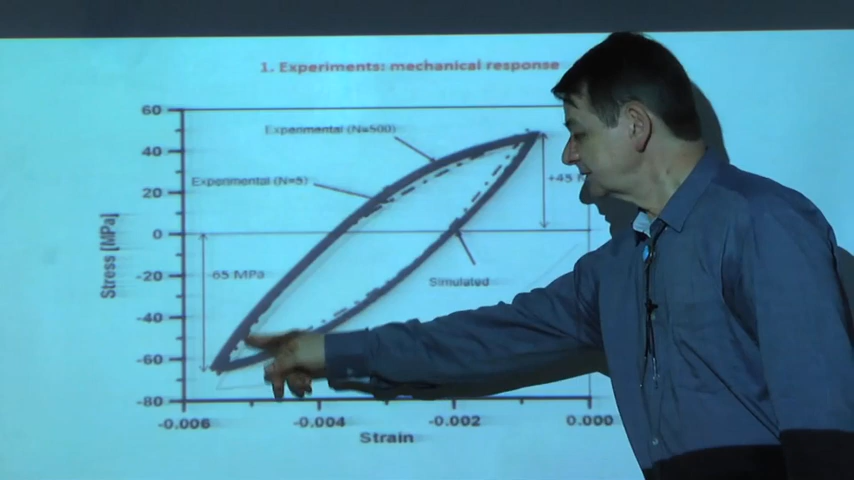 1. Experiments: mechanical response
60
Experimental (N=500)
40
Experimental (N=5)
+45
20
0
Stress [MPa]
-20
65 MPa
Simulated
-40
-60
-80
-0.006 -0.004 -0.002 0.000
Strain